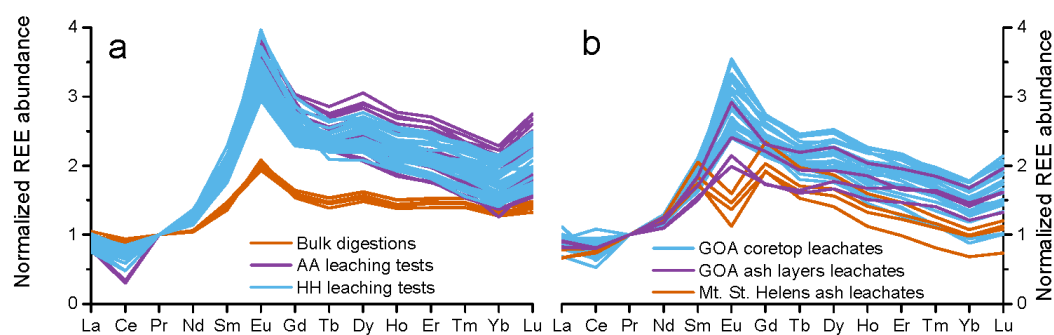 a
b
Normalized REE abundance
4
3
2
1
0
Bulk digestions
AA leaching tests
HH leaching tests
La Ce Pr Nd Sm Eu Gd Tb Dy Ho Er Tm Yb Lu
GOA coretop leachates
GOA ash layers leachates
Mt. St. Helens ash leachates
La Ce Pr Nd Sm Eu Gd Tb Dy Ho Er Tm Yb Lu
4
3
2
1
0
Normalized REE abundance